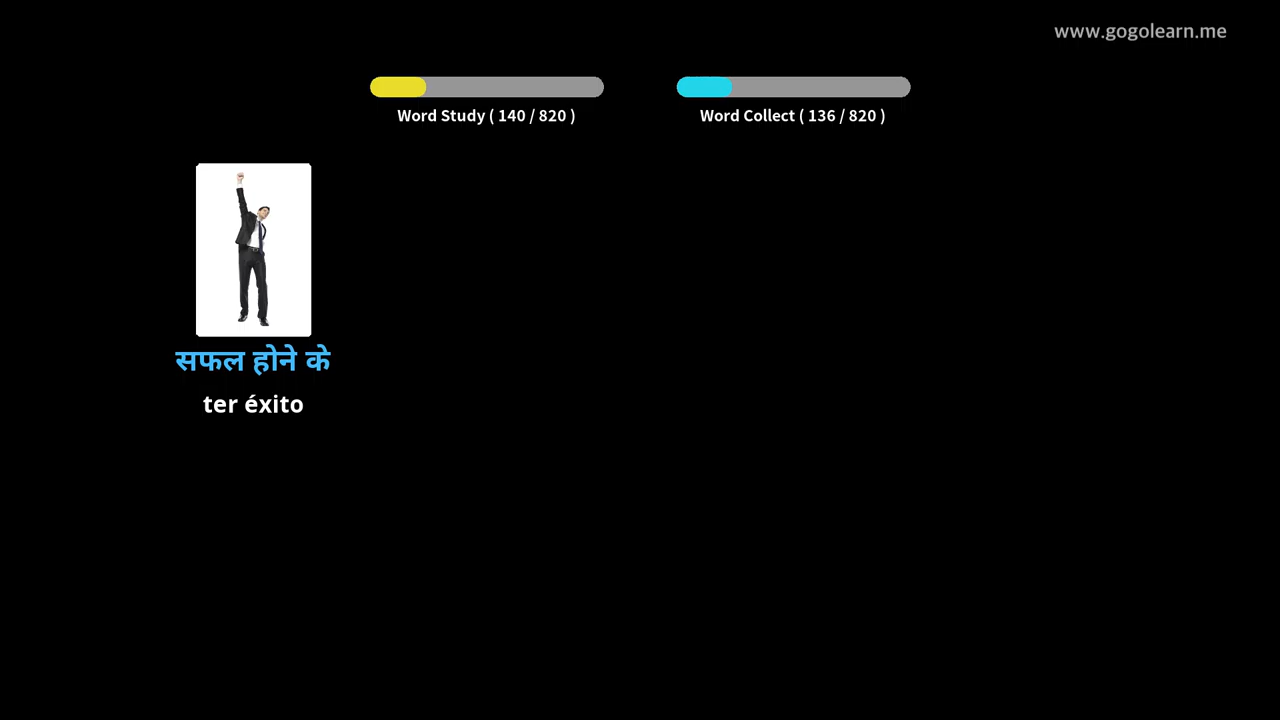 www.gogolearn.me
Word Study ( 140 / 820 )
Word Collect ( 136 / 820 )
सफल होने के
ter éxito